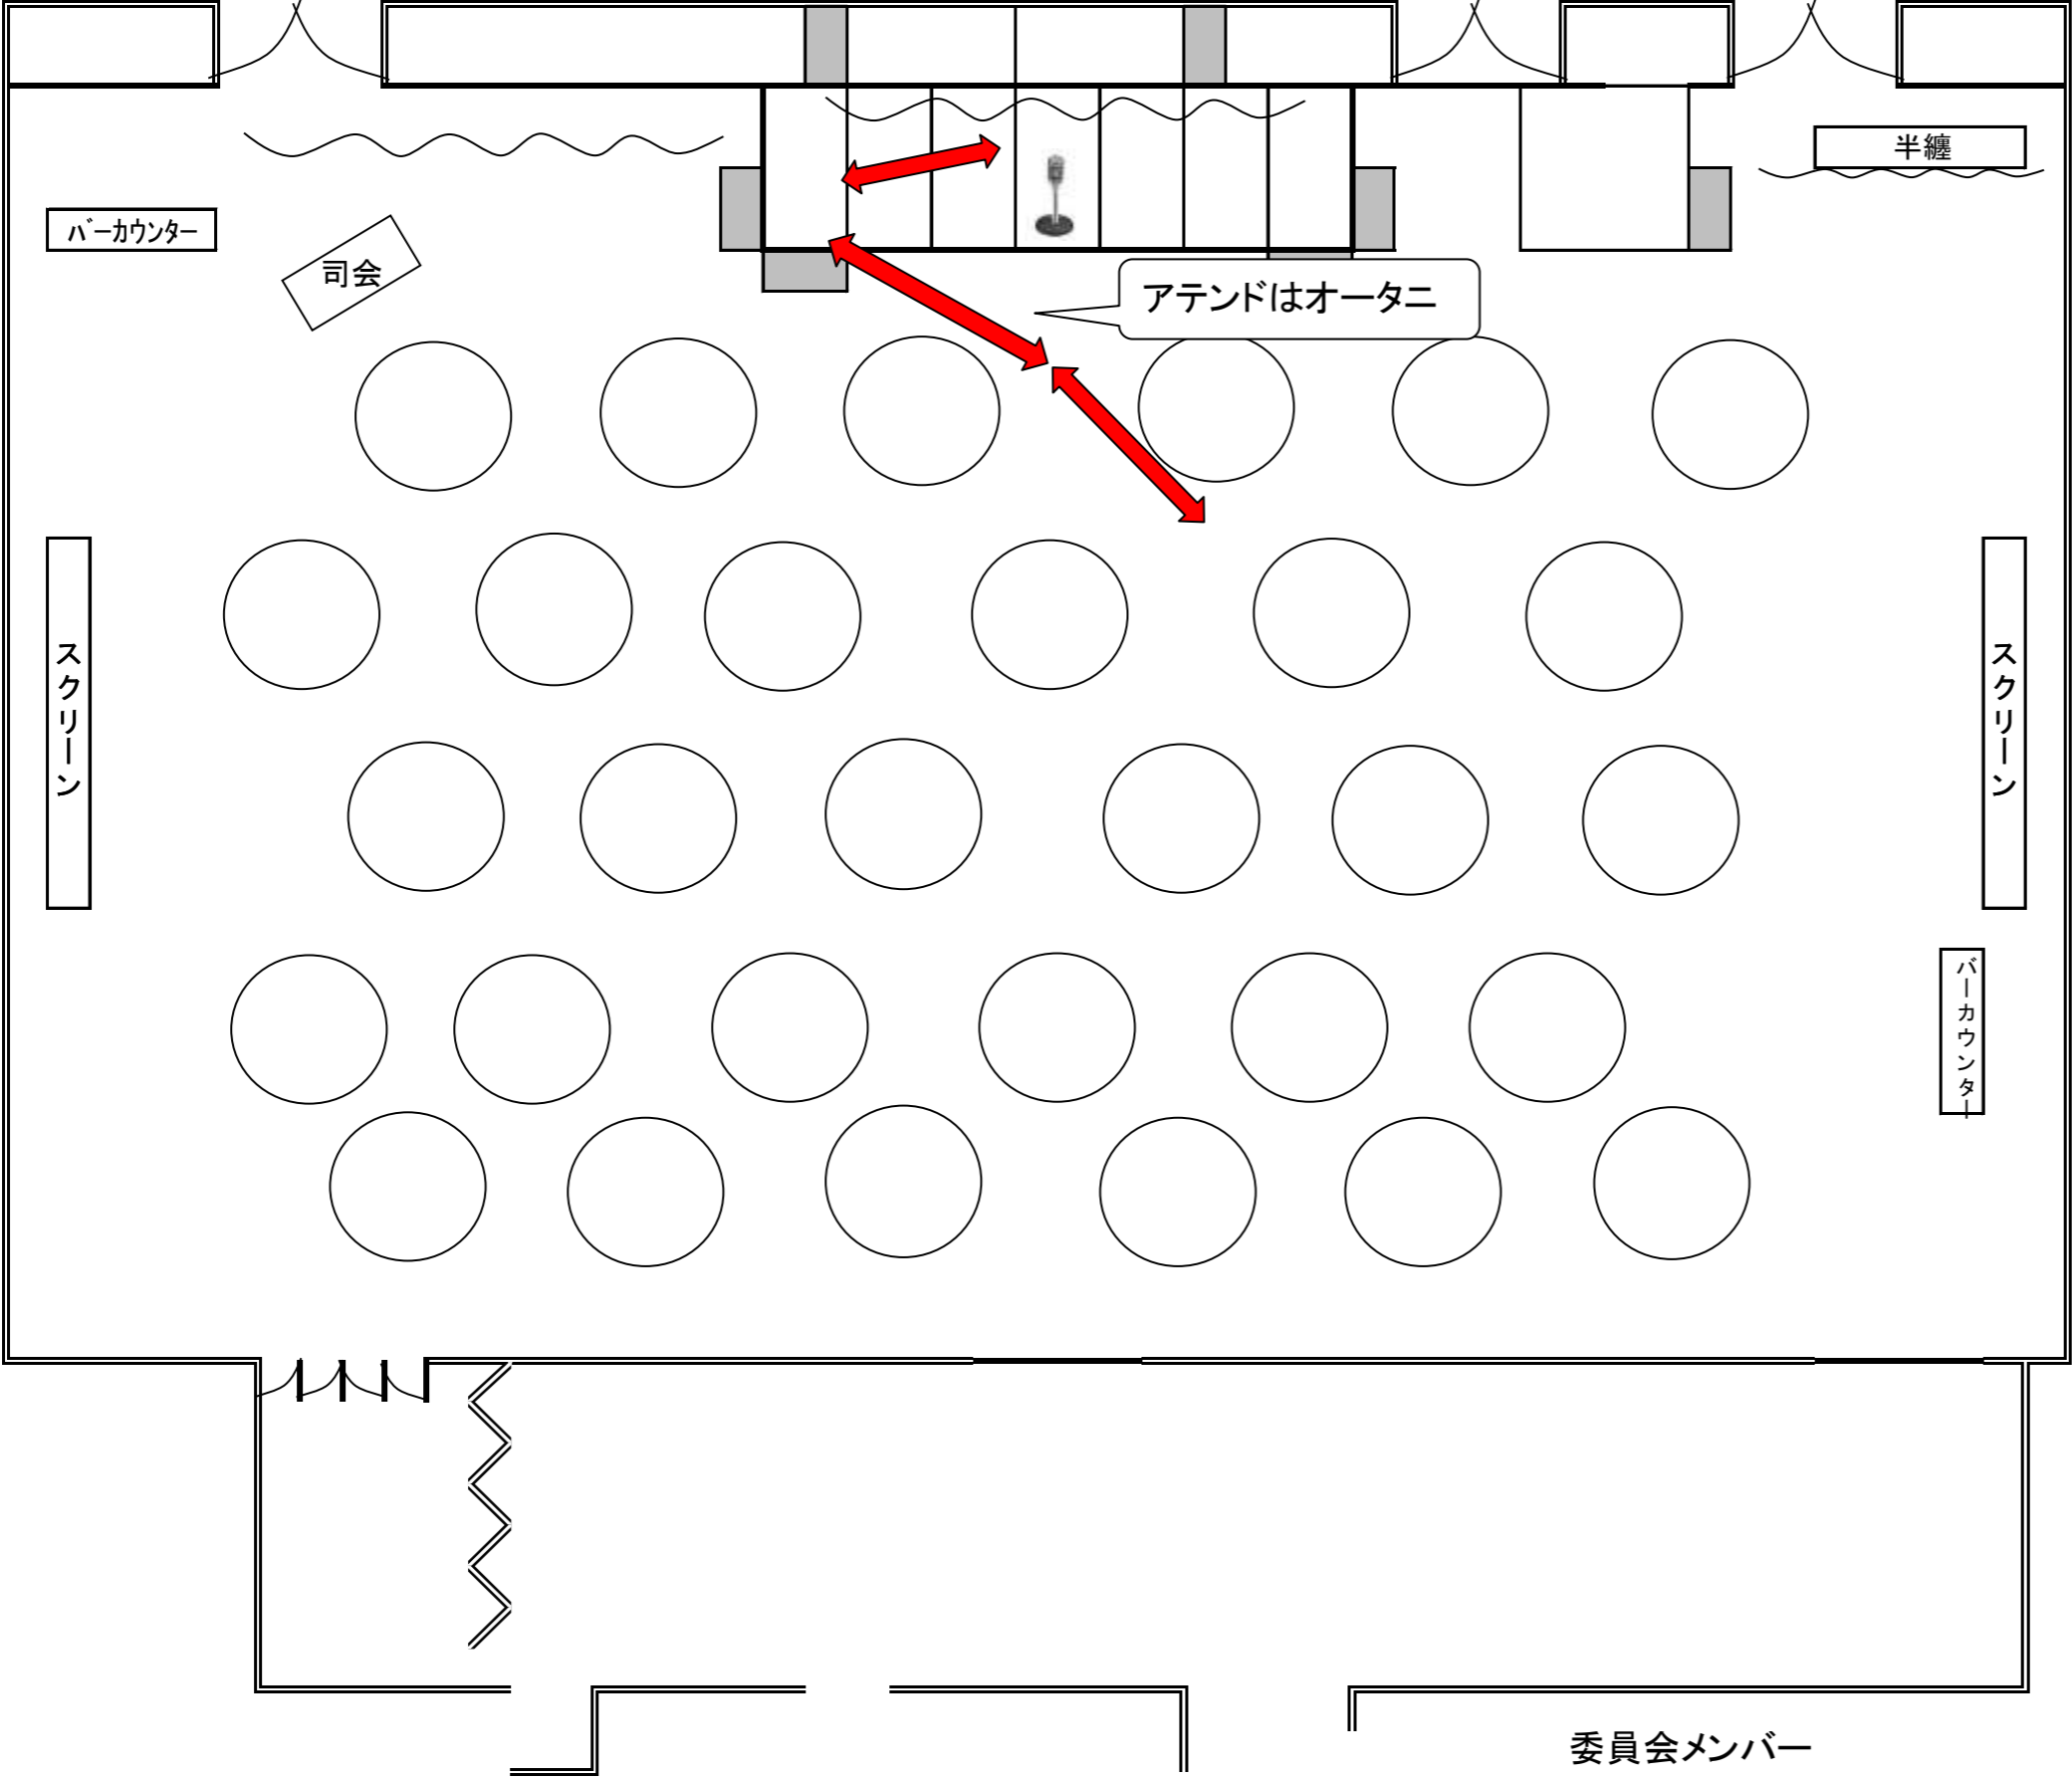 半纏
バーカウンター
司会
アテンドはオータニ
スクリーン
スクリーン
バーカウンター
委員会メンバー